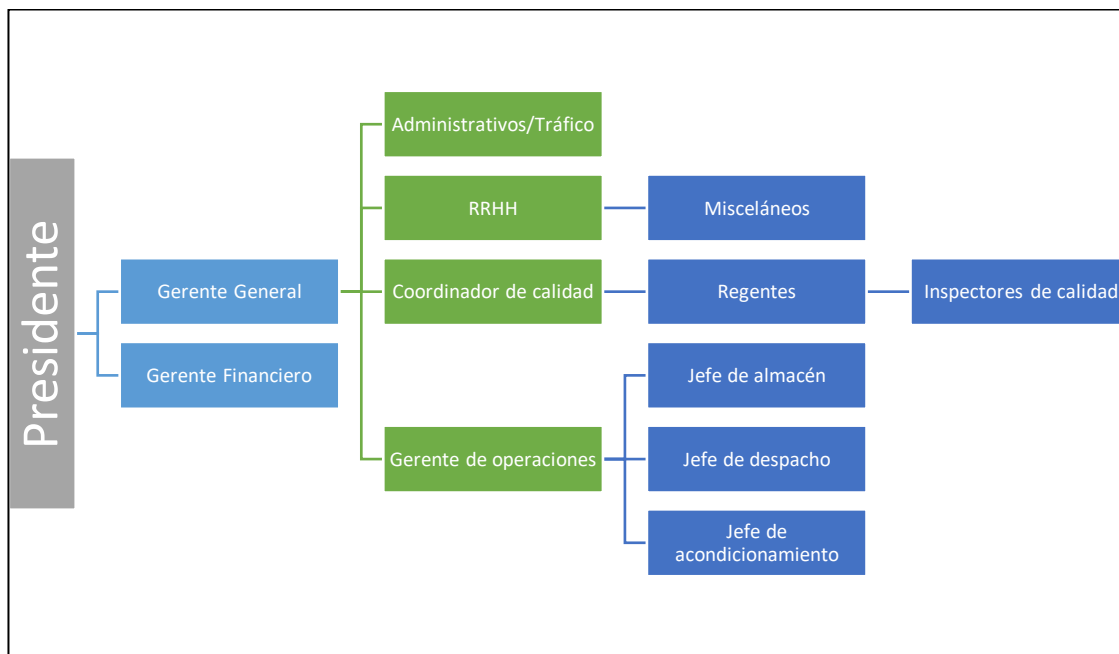 Presidente
Gerente General
Gerente Financiero
Administrativos/Tráfico
RRHH
Coordinador de calidad
Gerente de operaciones
Misceláneos
Regentes
Jefe de almacén
Jefe de despacho
Jefe de
acondicionamiento
Inspectores de calidad